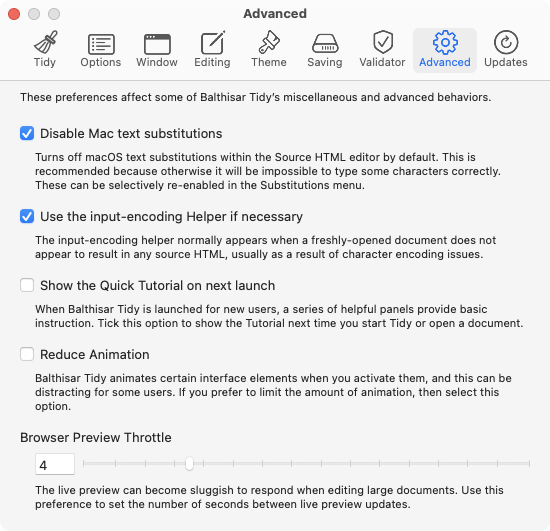 Advanced
Tidy Options Window Editing Theme Saving Validator Advanced Updates
These preferences affect some of Balthisar Tidy's miscellaneous and advanced behaviors.
Disable Mac text substitutions
Turns off macOS text substitutions within the Source HTML editor by default. This is
recommended because otherwise it will be impossible to type some characters correctly.
These can be selectively re-enabled in the Substitutions menu.
Use the input-encoding Helper if necessary
The input-encoding helper normally appears when a freshly-opened document does not
appear to result in any source HTML, usually as a result of character encoding issues.
Show the Quick Tutorial on next launch
When Balthisar Tidy is launched for new users, a series of helpful panels provide basic
instruction. Tick this option to show the Tutorial next time you start Tidy or open a document.
Reduce Animation
Balthisar Tidy animates certain interface elements when you activate them, and this can be
distracting for some users. If you prefer to limit the amount of animation, then select this
option.
Browser Preview Throttle
4
The live preview can become sluggish to respond when editing large documents. Use this
preference to set the number of seconds between live preview updates.